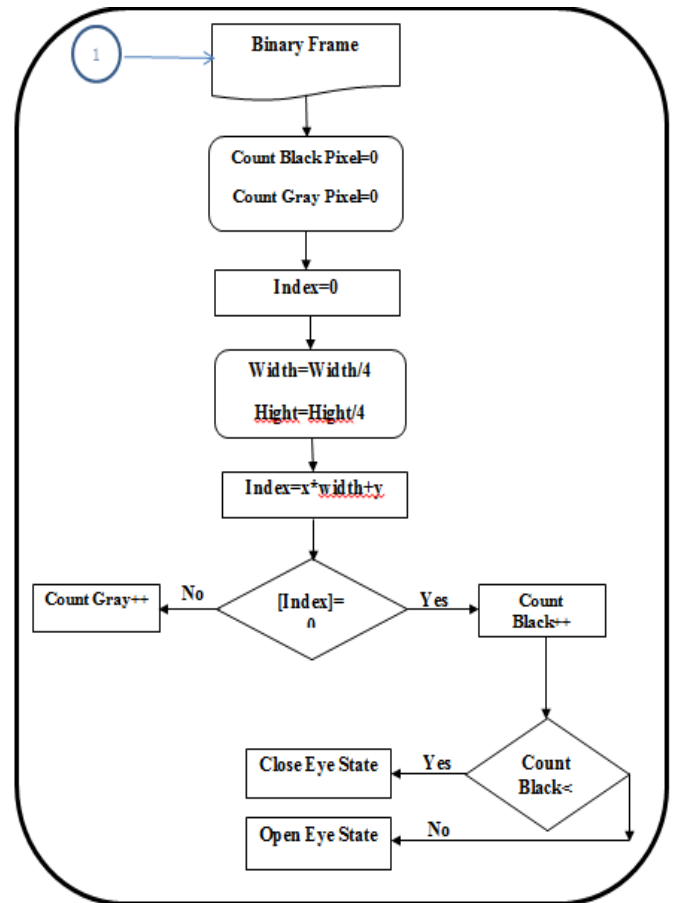 1
Binary Frame
Count Black Pixel=0
Count Gray Pixel=0
Index=0
Width=Width/4
Hight=Hight/4
Index=x*width+y
[Index]=
0
No
Yes
Count Gray++
Count
Black++
Count
Black<
Yes
Close Eye State
No
Open Eye State